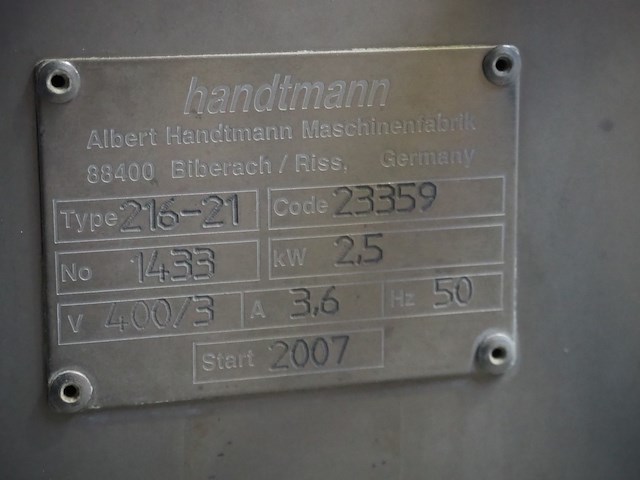 handtmann
Albert Handtmann Maschinenfabrik
88400 Biberach / Riss, Germany
Type 216-21 Code 23359
No 1433 kW 2,5
V 400/3 A 3,6 Hz 50
Start 2007